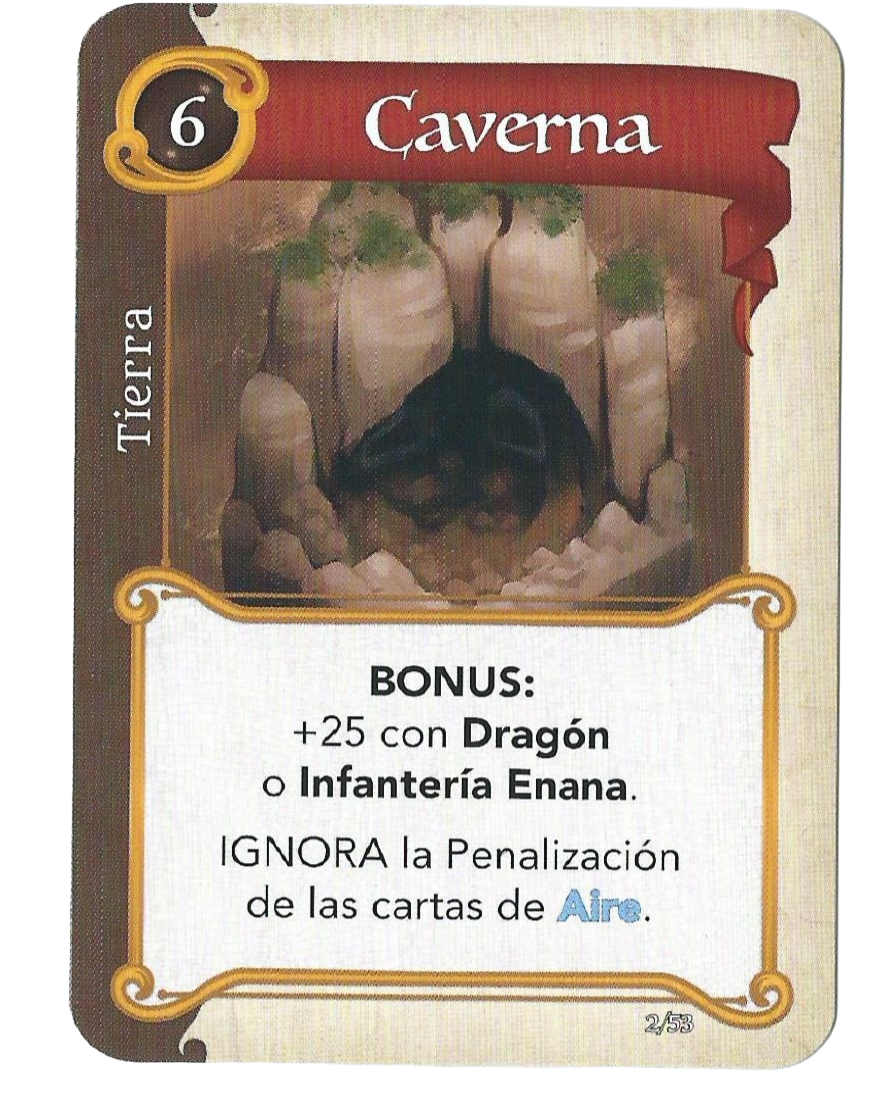 6
Caverna
Tierra
BONUS:
+25 con Dragón
o Infantería Enana.
IGNORA la Penalización
de las cartas de Aire.
2/53